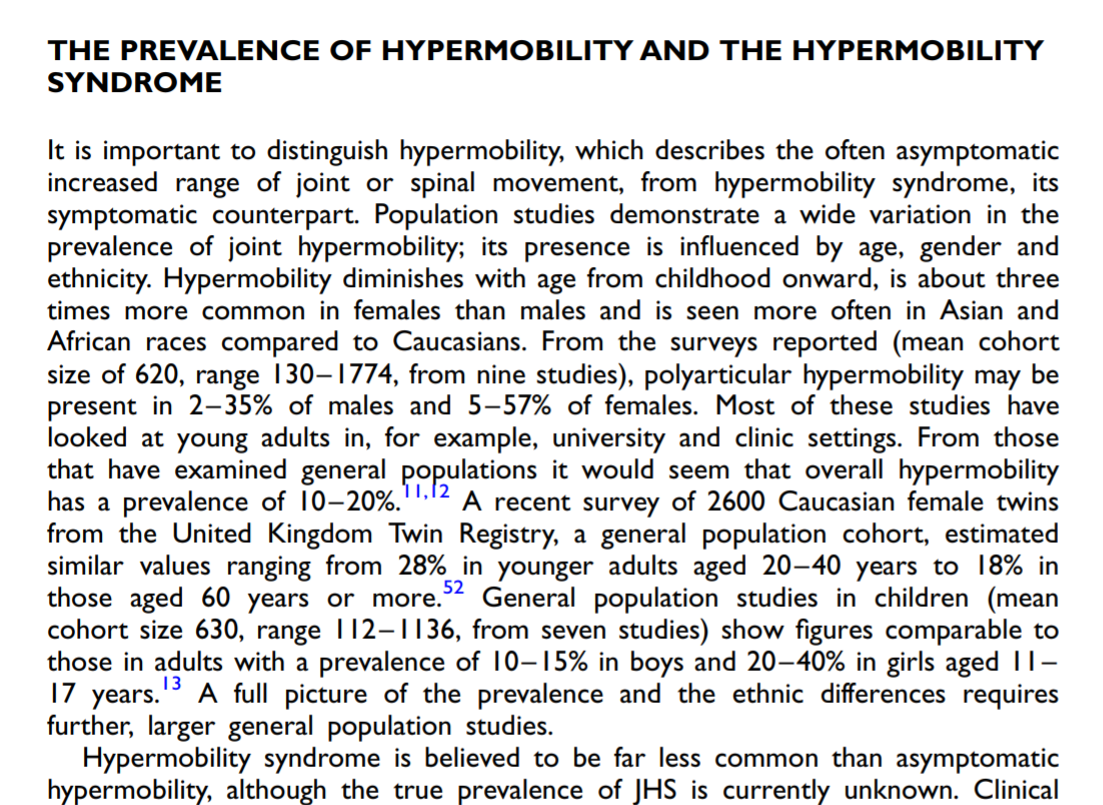 THE PREVALENCE OF HYPERMOBILITY AND THE HYPERMOBILITY
SYNDROME
It is important to distinguish hypermobility, which describes the often asymptomatic
increased range of joint or spinal movement, from hypermobility syndrome, its
symptomatic counterpart. Population studies demonstrate a wide variation in the
prevalence of joint hypermobility; its presence is influenced by age, gender and
ethnicity. Hypermobility diminishes with age from childhood onward, is about three
times more common in females than males and is seen more often in Asian and
African races compared to Caucasians. From the surveys reported (mean cohort
size of 620, range 130–1774, from nine studies), polyarticular hypermobility may be
present in 2–35% of males and 5–57% of females. Most of these studies have
looked at young adults in, for example, university and clinic settings. From those
that have examined general populations it would seem that overall hypermobility
has a prevalence of 10–20%.11,12 A recent survey of 2600 Caucasian female twins
from the United Kingdom Twin Registry, a general population cohort, estimated
similar values ranging from 28% in younger adults aged 20–40 years to 18% in
those aged 60 years or more.52 General population studies in children (mean
cohort size 630, range 112–1136, from seven studies) show figures comparable to
those in adults with a prevalence of 10–15% in boys and 20–40% in girls aged 11–
17 years.13 A full picture of the prevalence and the ethnic differences requires
further, larger general population studies.
Hypermobility syndrome is believed to be far less common than asymptomatic
hypermobility, although the true prevalence of JHS is currently unknown. Clinical